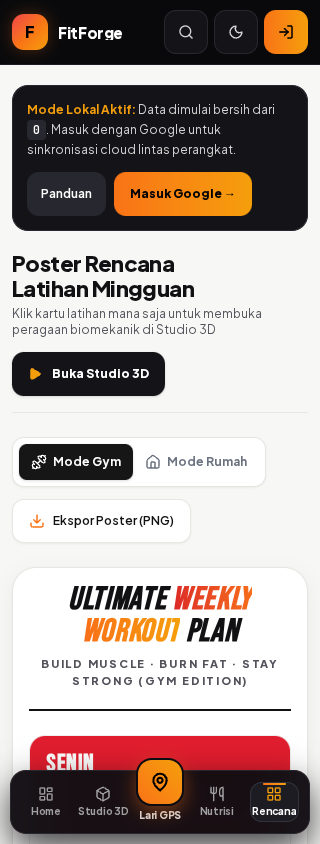 F FitForge
Mode Lokal Aktif: Data dimulai bersih dari
0. Masuk dengan Google untuk
sinkronisasi cloud lintas perangkat.
Panduan
Masuk Google →
Poster Rencana
Latihan Mingguan
Klik kartu latihan mana saja untuk membuka
peragaan biomekanik di Studio 3D
Buka Studio 3D
Mode Gym
Mode Rumah
Ekspor Poster (PNG)
ULTIMATE WEEKLY
WORKOUT PLAN
BUILD MUSCLE · BURN FAT · STAY
STRONG (GYM EDITION)
SENIN
Home
Studio 3D
Lari GPS
Nutrisi
Rencana